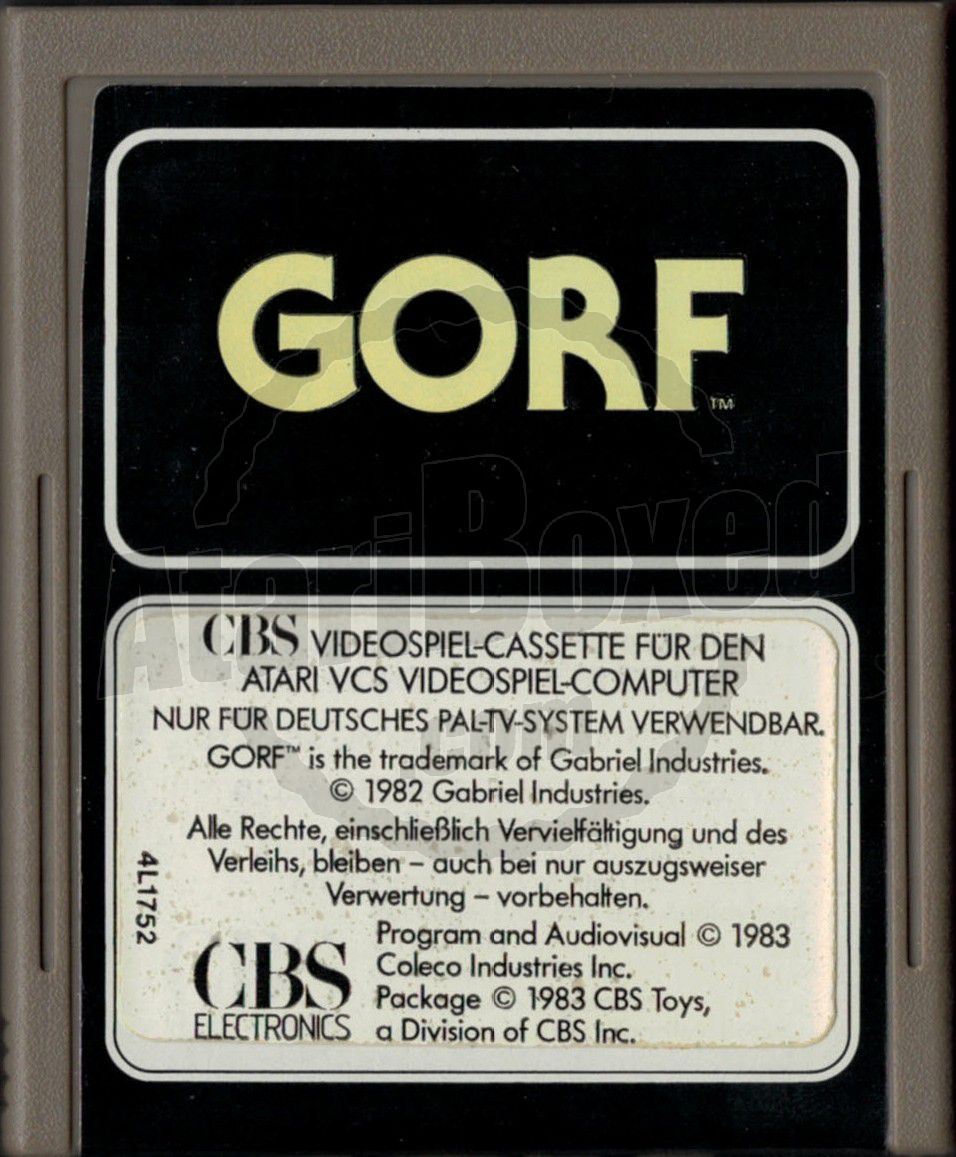 GORF™
CBS VIDEOSPIEL-CASSETTE FÜR DEN
ATARI VCS VIDEOSPIEL-COMPUTER
NUR FÜR DEUTSCHES PAL-TV-SYSTEM VERWENDBAR.
GORF™ is the trademark of Gabriel Industries.
© 1982 Gabriel Industries.
Alle Rechte, einschließlich Vervielfältigung und des
Verleihs, bleiben – auch bei nur auszugsweiser
Verwertung – vorbehalten.
4L1752
CBS
ELECTRONICS
Program and Audiovisual © 1983
Coleco Industries Inc.
Package © 1983 CBS Toys,
a Division of CBS Inc.
AtariBoxed